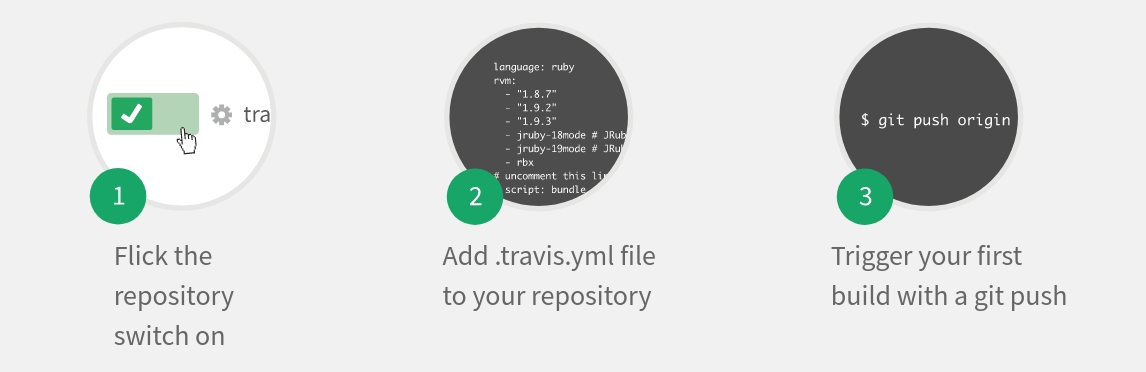 tra
1
Flick the
repository
switch on
language: ruby
rvm:
- "1.8.7"
- "1.9.2"
- "1.9.3"
- jruby-18mode # JRub
- jruby-19mode # JRu
- rbx
# uncomment this li
script: bundle
2
Add .travis.yml file
to your repository
$ git push origin
3
Trigger your first
build with a git push